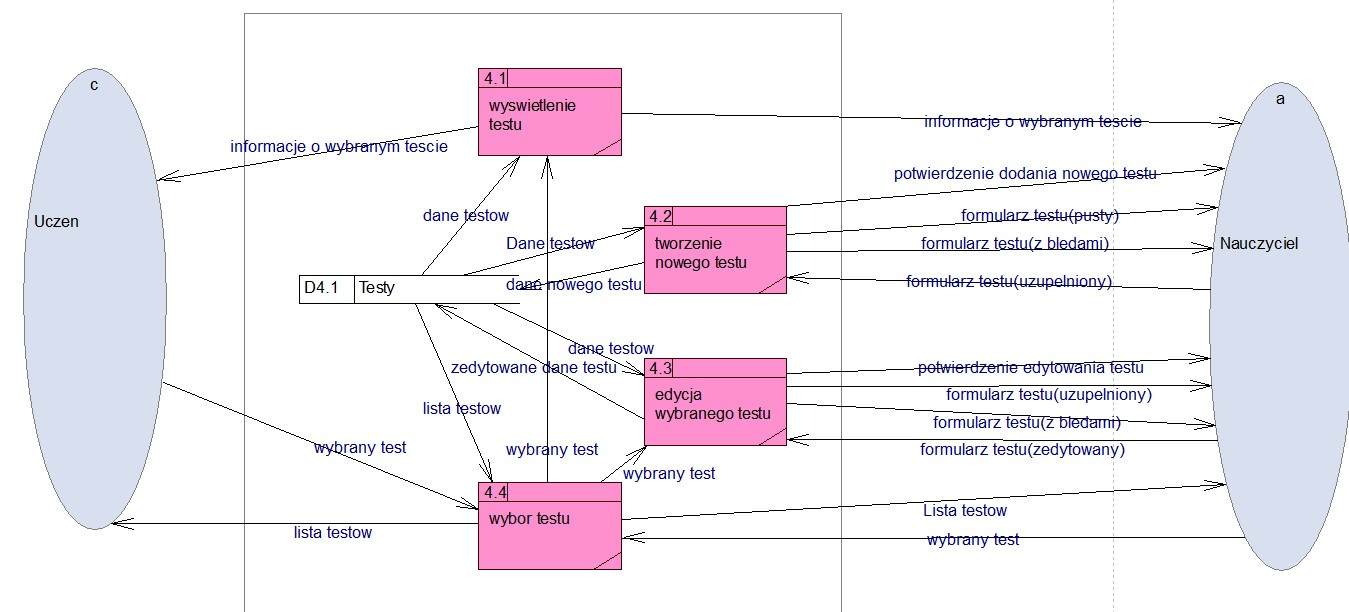 c
Uczen
4.1
wyswietlenie
testu
informacje o wybranym tescie
informacje o wybranym tescie
a
Nauczyciel
potwierdzenie dodania nowego testu
4.2
tworzenie
nowego testu
formularz testu(pusty)
formularz testu(z bledami)
formularz testu(uzupelniony)
dane testow
Dane testow
dane nowego testu
D4.1
Testy
dane testow
zedytowane dane testu
4.3
edycja
wybranego testu
potwierdzenie edytowania testu
formularz testu(uzupelniony)
formularz testu(z bledami)
formularz testu(zedytowany)
lista testow
wybrany test
wybrany test
wybrany test
4.4
wybor testu
Lista testow
lista testow
wybrany test